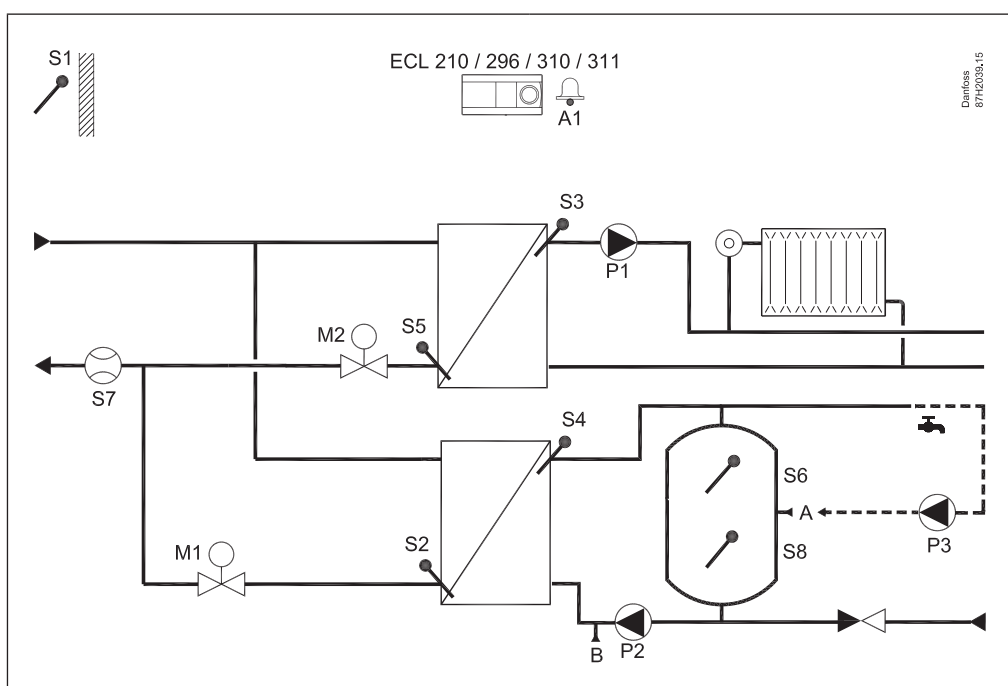 S1
ECL 210 / 296 / 310 / 311
A1
Danfoss
87H2039.15
S3
P1
M2
S5
S7
S4
S6
A
S8
P3
M1
S2
B
P2